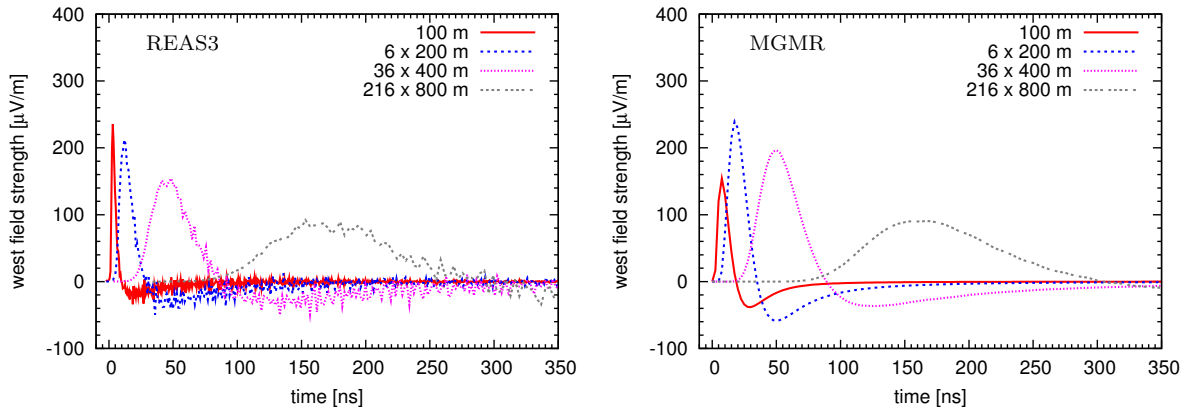 REAS3
100 m
6 x 200 m
36 x 400 m
216 x 800 m
400
300
200
100
0
-100
west field strength [µV/m]
0 50 100 150 200 250 300 350
time [ns]
MGMR
100 m
6 x 200 m
36 x 400 m
216 x 800 m
400
300
200
100
0
-100
west field strength [µV/m]
0 50 100 150 200 250 300 350
time [ns]